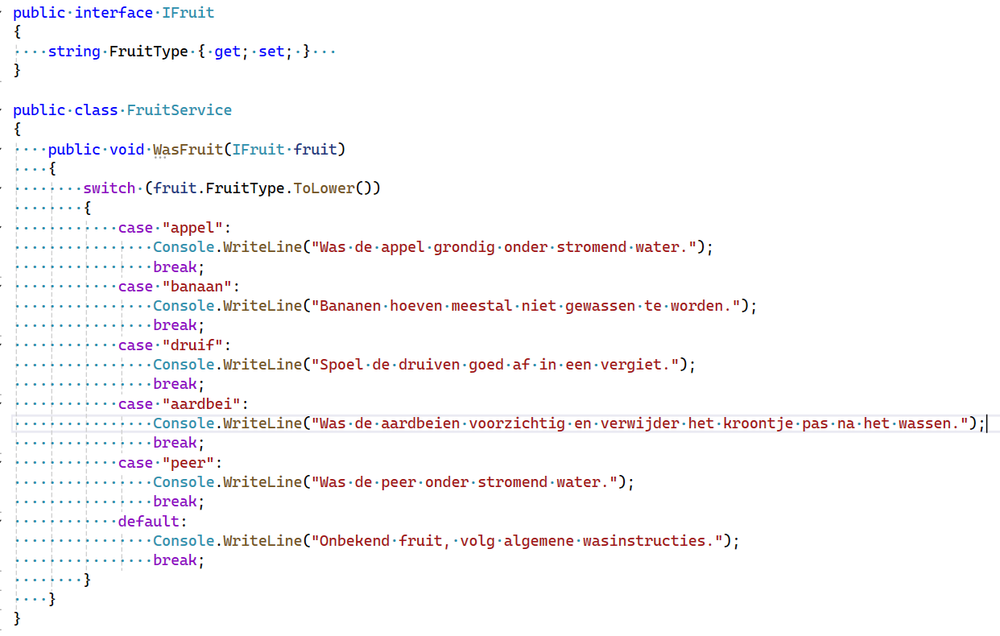 public interface IFruit
{
    string FruitType { get; set; }
}

public class FruitService
{
    public void WasFruit(IFruit fruit)
    {
        switch (fruit.FruitType.ToLower())
        {
            case "appel":
                Console.WriteLine("Was de appel grondig onder stromend water.");
                break;
            case "banaan":
                Console.WriteLine("Bananen hoeven meestal niet gewassen te worden.");
                break;
            case "druif":
                Console.WriteLine("Spoel de druiven goed af in een vergiet.");
                break;
            case "aardbei":
                Console.WriteLine("Was de aardbeien voorzichtig en verwijder het kroontje pas na het wassen.");
                break;
            case "peer":
                Console.WriteLine("Was de peer onder stromend water.");
                break;
            default:
                Console.WriteLine("Onbekend fruit, volg algemene wasinstructies.");
                break;
        }
    }
}